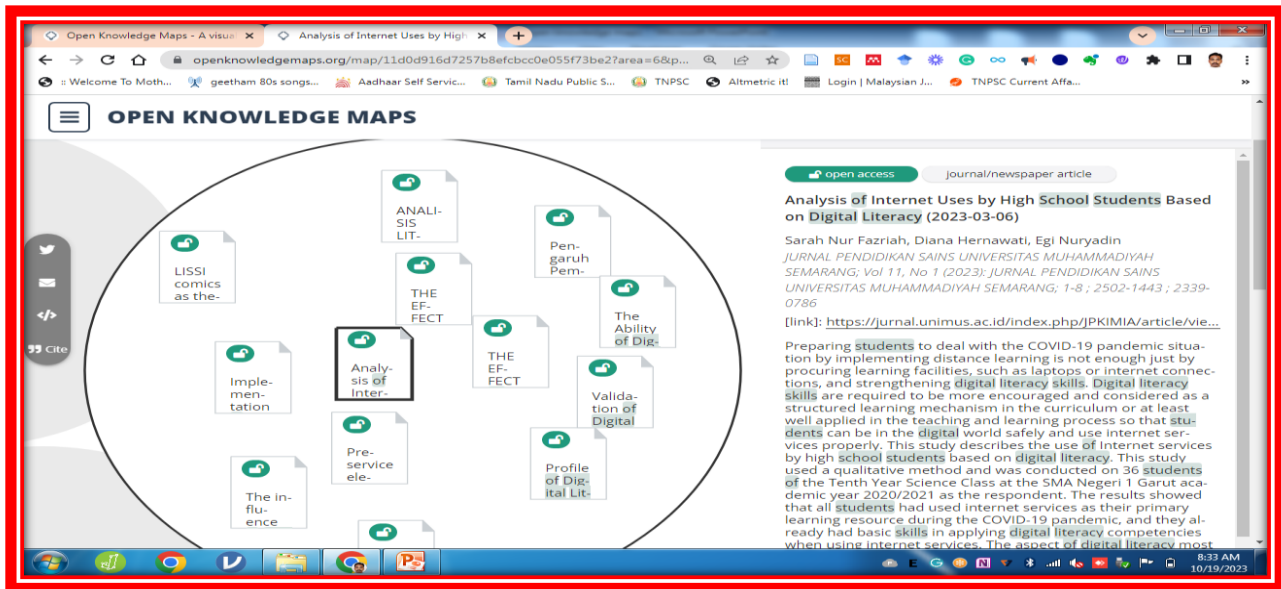 Open Knowledge Maps - A visua
Analysis of Internet Uses by High
openknowledgemaps.org/map/11d0d916d7257b8efcbcc0e055f73be2?area=6&p...
:: Welcome To Moth...
geetham 80s songs...
Aadhaar Self Servic...
Tamil Nadu Public S...
TNPSC
Altmetric it!
Login | Malaysian J...
TNPSC Current Affa...
»
OPEN KNOWLEDGE MAPS
Cite
ANALI-
SIS
LIT-
Pen-
garuh
Pem-
LISSI
comics
as the-
THE
EF-
FECT
The
Ability
of Dig-
Analy-
sis of
Inter-
THE
EF-
FECT
Imple-
men-
tation
Valida-
tion of
Digital
Pre-
service
ele-
Profile
of Dig-
ital Lit-
The in-
flu-
ence
open access
journal/newspaper article
Analysis of Internet Uses by High School Students Based
on Digital Literacy (2023-03-06)
Sarah Nur Fazriah, Diana Hernawati, Egi Nuryadin
JURNAL PENDIDIKAN SAINS UNIVERSITAS MUHAMMADIYAH
SEMARANG; Vol 11, No 1 (2023): JURNAL PENDIDIKAN SAINS
UNIVERSITAS MUHAMMADIYAH SEMARANG; 1-8 ; 2502-1443 ; 2339-
0786
[link]: https://jurnal.unimus.ac.id/index.php/JPKIMIA/article/vie...
Preparing students to deal with the COVID-19 pandemic situa-
tion by implementing distance learning is not enough just by
procuring learning facilities, such as laptops or internet connec-
tions, and strengthening digital literacy skills. Digital literacy
skills are required to be more encouraged and considered as a
structured learning mechanism in the curriculum or at least
well applied in the teaching and learning process so that stu-
dents can be in the digital world safely and use internet ser-
vices properly. This study describes the use of Internet services
by high school students based on digital literacy. This study
used a qualitative method and was conducted on 36 students
of the Tenth Year Science Class at the SMA Negeri 1 Garut aca-
demic year 2020/2021 as the respondent. The results showed
that all students had used internet services as their primary
learning resource during the COVID-19 pandemic, and they al-
ready had basic skills in applying digital literacy competencies
when using internet services. The aspect of digital literacy most
8:33 AM
10/19/2023